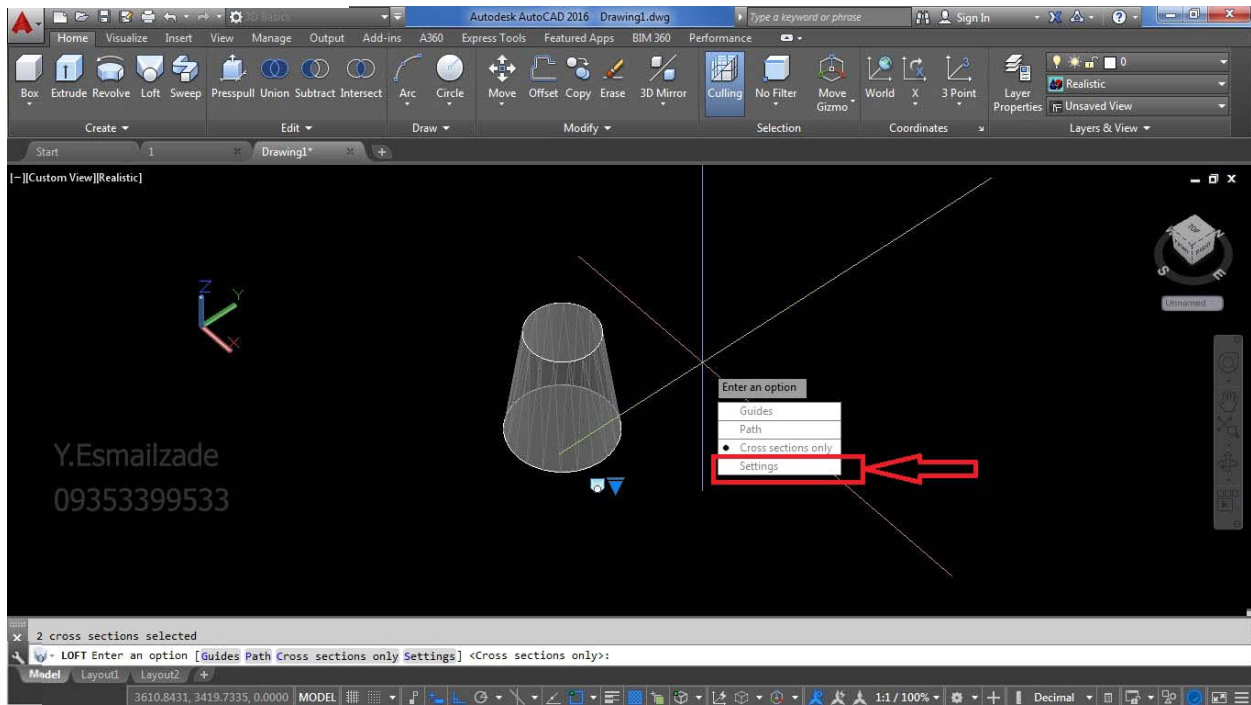 3D Basics
Autodesk AutoCAD 2016 Drawing1.dwg
Type a keyword or phrase
Sign In
Home Visualize Insert View Manage Output Add-ins A360 Express Tools Featured Apps BIM 360 Performance
Box Extrude Revolve Loft Sweep Presspull Union Subtract Intersect Arc Circle Move Offset Copy Erase 3D Mirror Culling No Filter Move Gizmo World X 3 Point Layer Properties
0
Realistic
Unsaved View
Create Edit Draw Modify Selection Coordinates Layers & View
Start 1 Drawing1* +
[−][Custom View][Realistic]
TOP
FRONT RIGHT
N
S E
Unnamed
Z Y
X
Enter an option
Guides
Path
Cross sections only
Settings
Y.Esmailzade
09353399533
2 cross sections selected
LOFT Enter an option [Guides Path Cross sections only Settings] <Cross sections only>:
Model Layout1 Layout2 +
3610.8431, 3419.7335, 0.0000 MODEL 1:1 / 100% Decimal